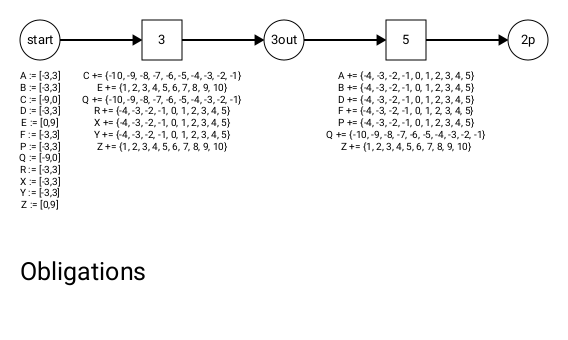 start
3
3out
5
2p
A := [-3,3]
B := [-3,3]
C := [-9,0]
D := [-3,3]
E := [0,9]
F := [-3,3]
P := [-3,3]
Q := [-9,0]
R := [-3,3]
X := [-3,3]
Y := [-3,3]
Z := [0,9]
C += {-10, -9, -8, -7, -6, -5, -4, -3, -2, -1}
E += {1, 2, 3, 4, 5, 6, 7, 8, 9, 10}
Q += {-10, -9, -8, -7, -6, -5, -4, -3, -2, -1}
R += {-4, -3, -2, -1, 0, 1, 2, 3, 4, 5}
X += {-4, -3, -2, -1, 0, 1, 2, 3, 4, 5}
Y += {-4, -3, -2, -1, 0, 1, 2, 3, 4, 5}
Z += {1, 2, 3, 4, 5, 6, 7, 8, 9, 10}
A += {-4, -3, -2, -1, 0, 1, 2, 3, 4, 5}
B += {-4, -3, -2, -1, 0, 1, 2, 3, 4, 5}
D += {-4, -3, -2, -1, 0, 1, 2, 3, 4, 5}
F += {-4, -3, -2, -1, 0, 1, 2, 3, 4, 5}
P += {-4, -3, -2, -1, 0, 1, 2, 3, 4, 5}
Q += {-10, -9, -8, -7, -6, -5, -4, -3, -2, -1}
Z += {1, 2, 3, 4, 5, 6, 7, 8, 9, 10}
Obligations